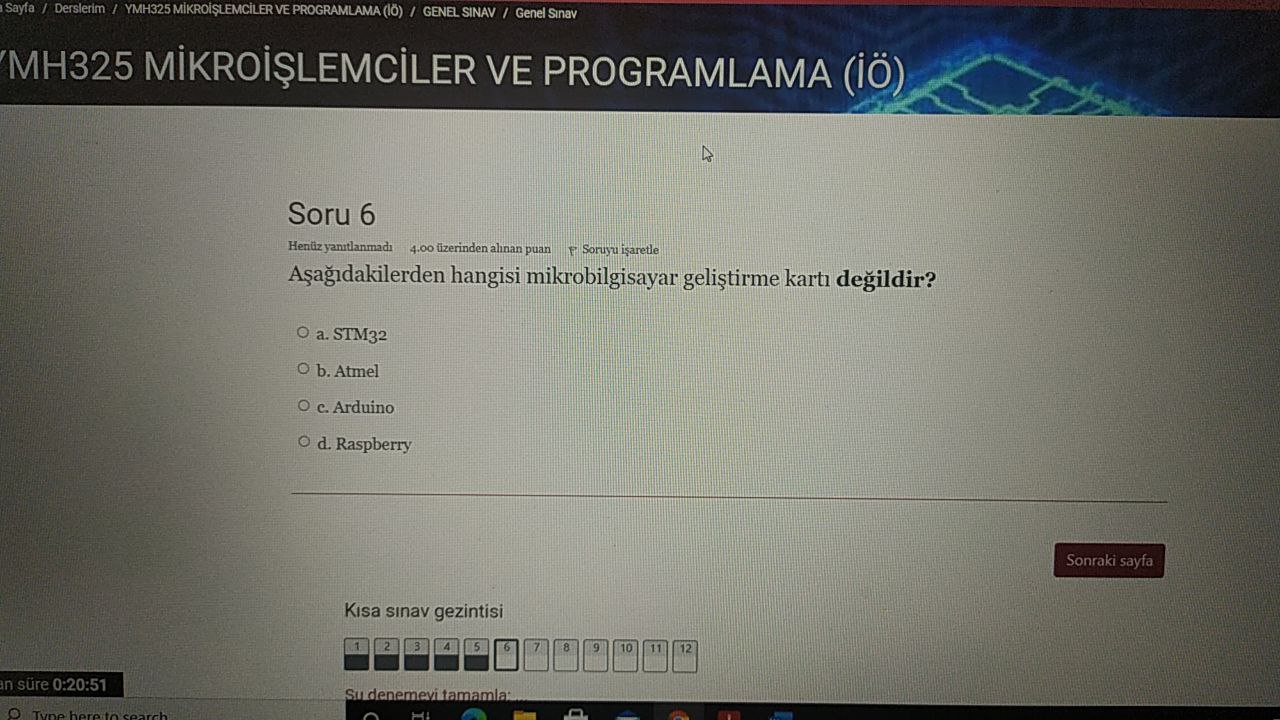 Sayfa / Derslerim / YMH325 MİKROİŞLEMCİLER VE PROGRAMLAMA (İÖ) / GENEL SINAV / Genel Sınav
YMH325 MİKROİŞLEMCİLER VE PROGRAMLAMA (İÖ)
Soru 6
Henüz yanıtlanmadı 4.00 üzerinden alınan puan Soruyu işaretle
Aşağıdakilerden hangisi mikrobilgisayar geliştirme kartı değildir?
a. STM32
b. Atmel
c. Arduino
d. Raspberry
Sonraki sayfa
Kısa sınav gezintisi
1 2 3 4 5 6 7 8 9 10 11 12
an süre 0:20:51
Şu denemeyi tamamla: ...
Type here to search